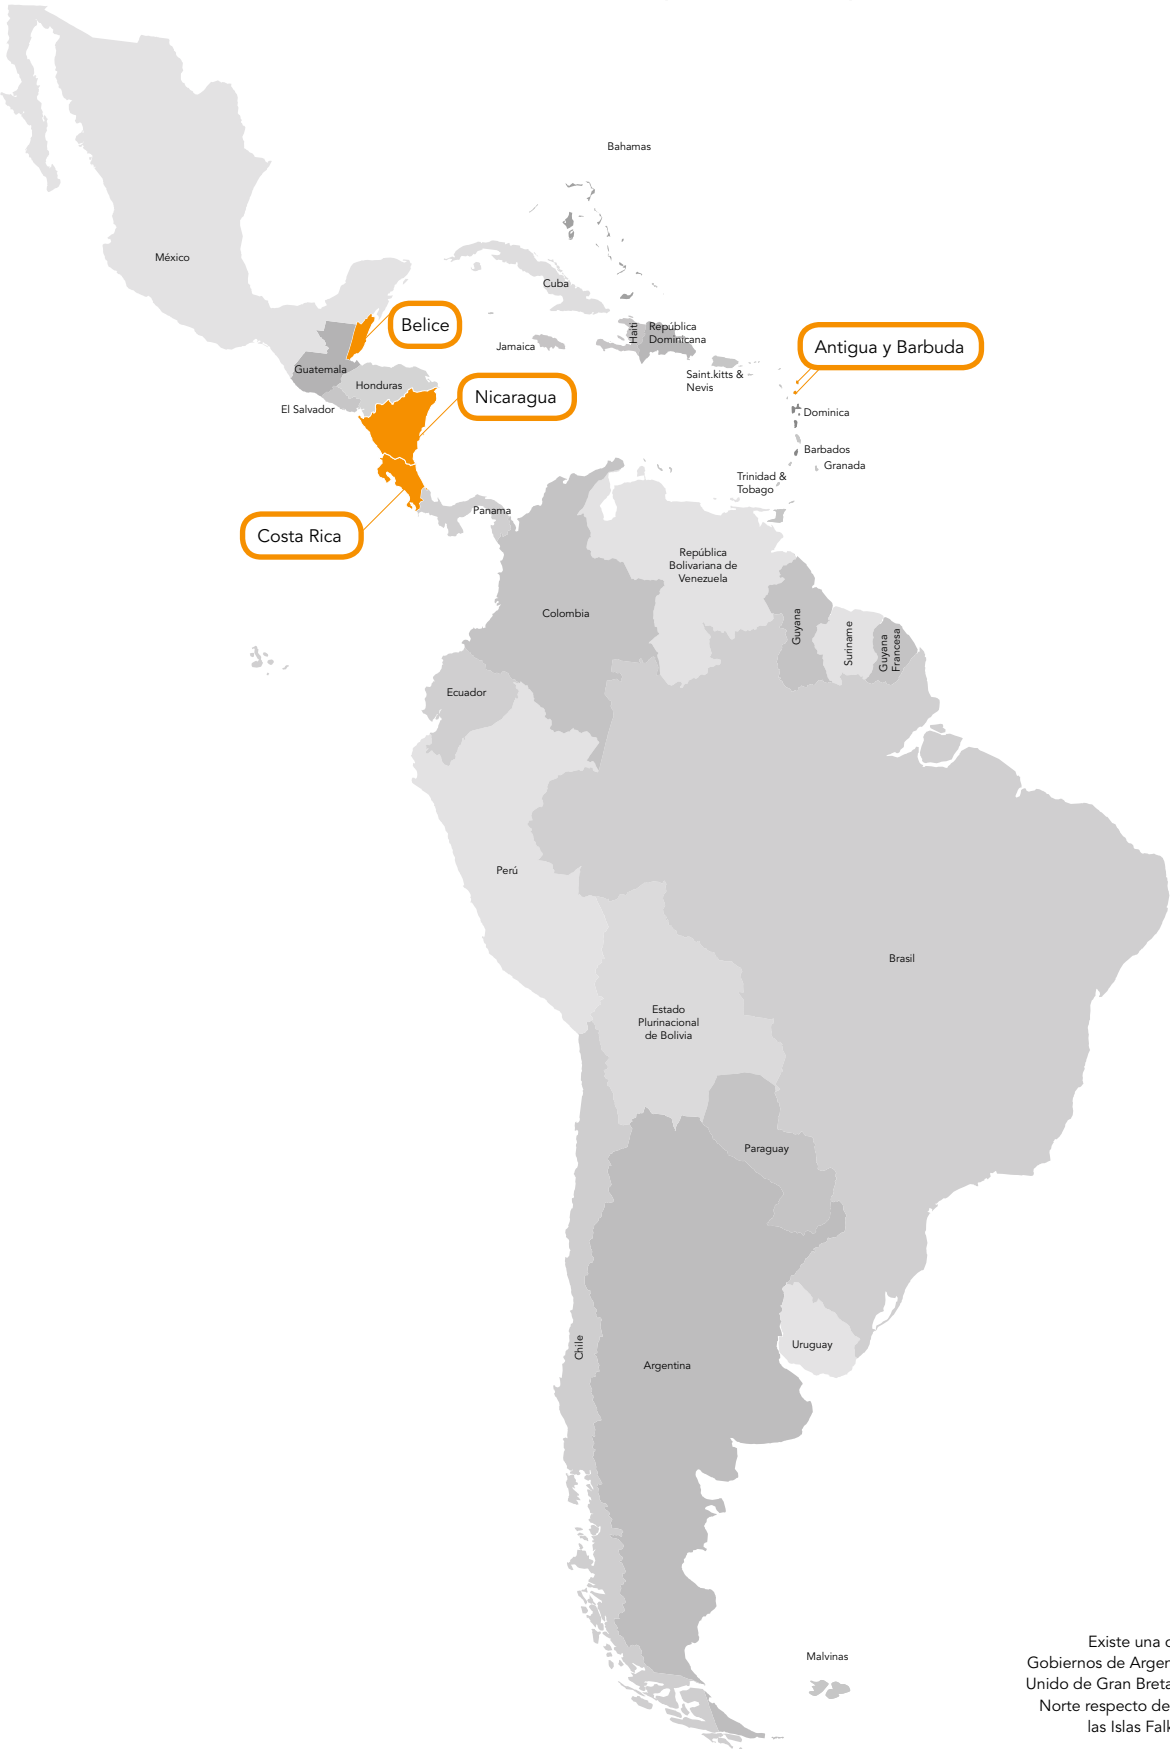 Bahamas
México
Cuba
Belice
Haití
República
Dominicana
Jamaica
Antigua y Barbuda
Guatemala
Saint.kitts &
Nevis
Honduras
Nicaragua
El Salvador
Dominica
Barbados
Granada
Trinidad &
Tobago
Panama
Costa Rica
República
Bolivariana de
Venezuela
Colombia
Guyana
Suriname
Guyana
Francesa
Ecuador
Perú
Brasil
Estado
Plurinacional
de Bolivia
Paraguay
Chile
Uruguay
Argentina
Malvinas
Existe una
Gobiernos de
Unido de Gran
Norte respecto de
las Islas